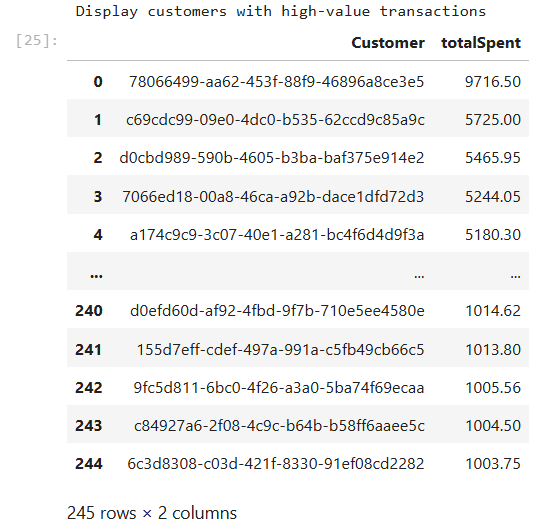 Display customers with high-value transactions
[25]:
Customer totalSpent
0 78066499-aa62-453f-88f9-46896a8ce3e5 9716.50
1 c69cdc99-09e0-4dc0-b535-62ccd9c85a9c 5725.00
2 d0cbd989-590b-4605-b3ba-baf375e914e2 5465.95
3 7066ed18-00a8-46ca-a92b-dace1dfd72d3 5244.05
4 a174c9c9-3c07-40e1-a281-bc4f6d4d9f3a 5180.30
... ... ...
240 d0efd60d-af92-4fbd-9f7b-710e5ee4580e 1014.62
241 155d7eff-cdef-497a-991a-c5fb49cb66c5 1013.80
242 9fc5d811-6bc0-4f26-a3a0-5ba74f69ecaa 1005.56
243 c84927a6-2f08-4c9c-b64b-b58ff6aaee5c 1004.50
244 6c3d8308-c03d-421f-8330-91ef08cd2282 1003.75
245 rows × 2 columns